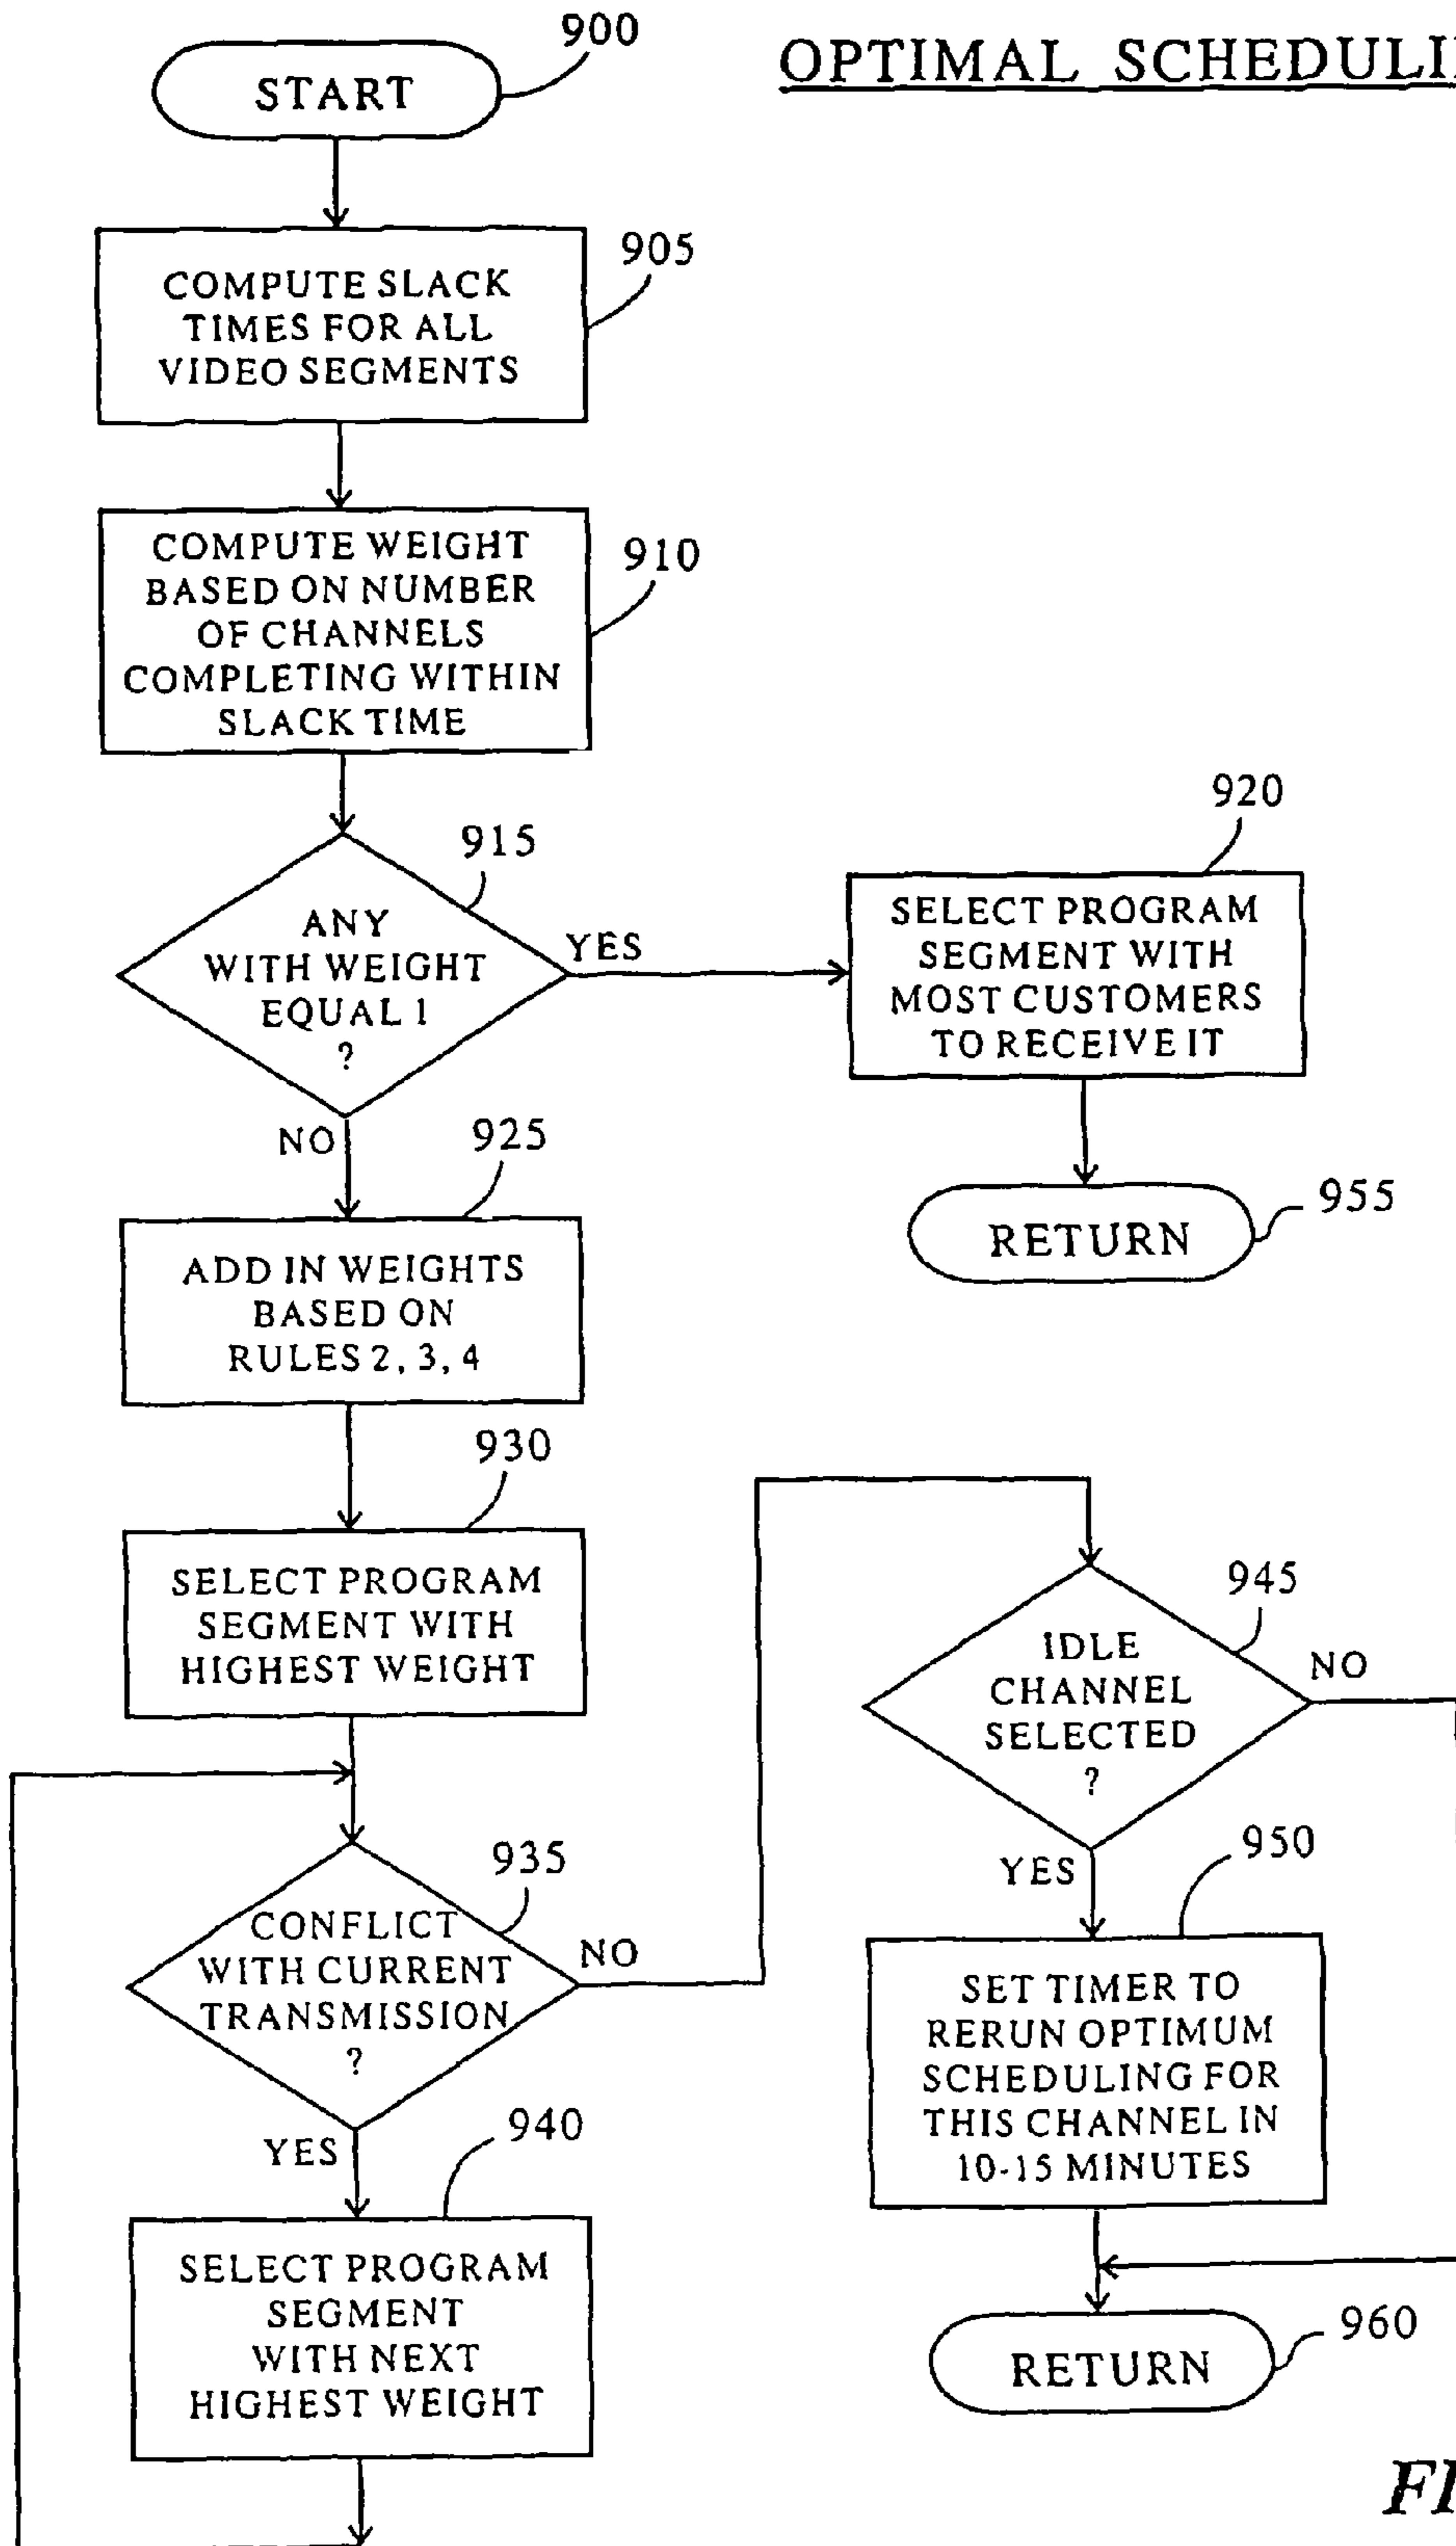 OPTIMAL SCHEDULI
900
START
905
COMPUTE SLACK
TIMES FOR ALL
VIDEO SEGMENTS
910
COMPUTE WEIGHT
BASED ON NUMBER
OF CHANNELS
COMPLETING WITHIN
SLACK TIME
915
ANY
WITH WEIGHT
EQUAL 1
?
YES
NO
920
SELECT PROGRAM
SEGMENT WITH
MOST CUSTOMERS
TO RECEIVE IT
RETURN
955
925
ADD IN WEIGHTS
BASED ON
RULES 2, 3, 4
930
SELECT PROGRAM
SEGMENT WITH
HIGHEST WEIGHT
935
CONFLICT
WITH CURRENT
TRANSMISSION
?
NO
YES
940
SELECT PROGRAM
SEGMENT
WITH NEXT
HIGHEST WEIGHT
945
IDLE
CHANNEL
SELECTED
?
NO
YES
950
SET TIMER TO
RERUN OPTIMUM
SCHEDULING FOR
THIS CHANNEL IN
10-15 MINUTES
RETURN
960
FI